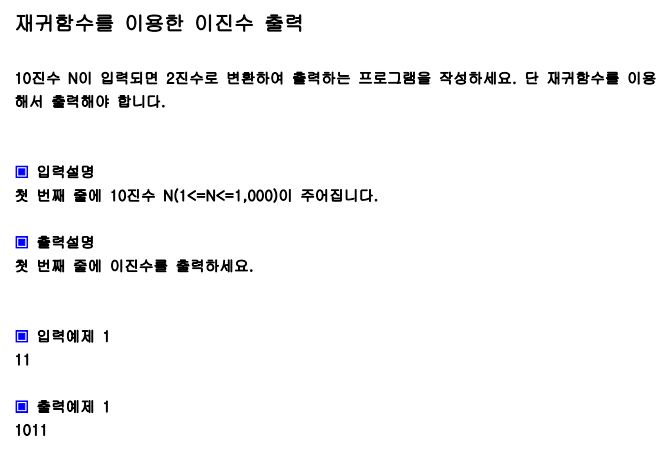 재귀함수를 이용한 이진수 출력
10진수 N이 입력되면 2진수로 변환하여 출력하는 프로그램을 작성하세요. 단 재귀함수를 이용
해서 출력해야 합니다.
▣ 입력설명
첫 번째 줄에 10진수 N(1<=N<=1,000)이 주어집니다.
▣ 출력설명
첫 번째 줄에 이진수를 출력하세요.
▣ 입력예제 1
11
▣ 출력예제 1
1011